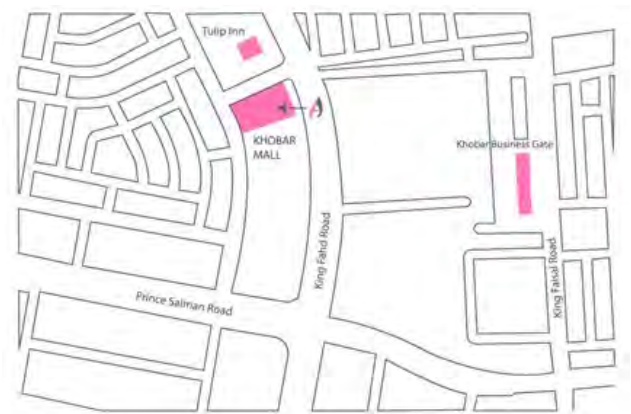 Tulip Inn
KHOBAR
MALL
Khobar Business Gate
King Fahd Road
King Faisal Road
Prince Salman Road